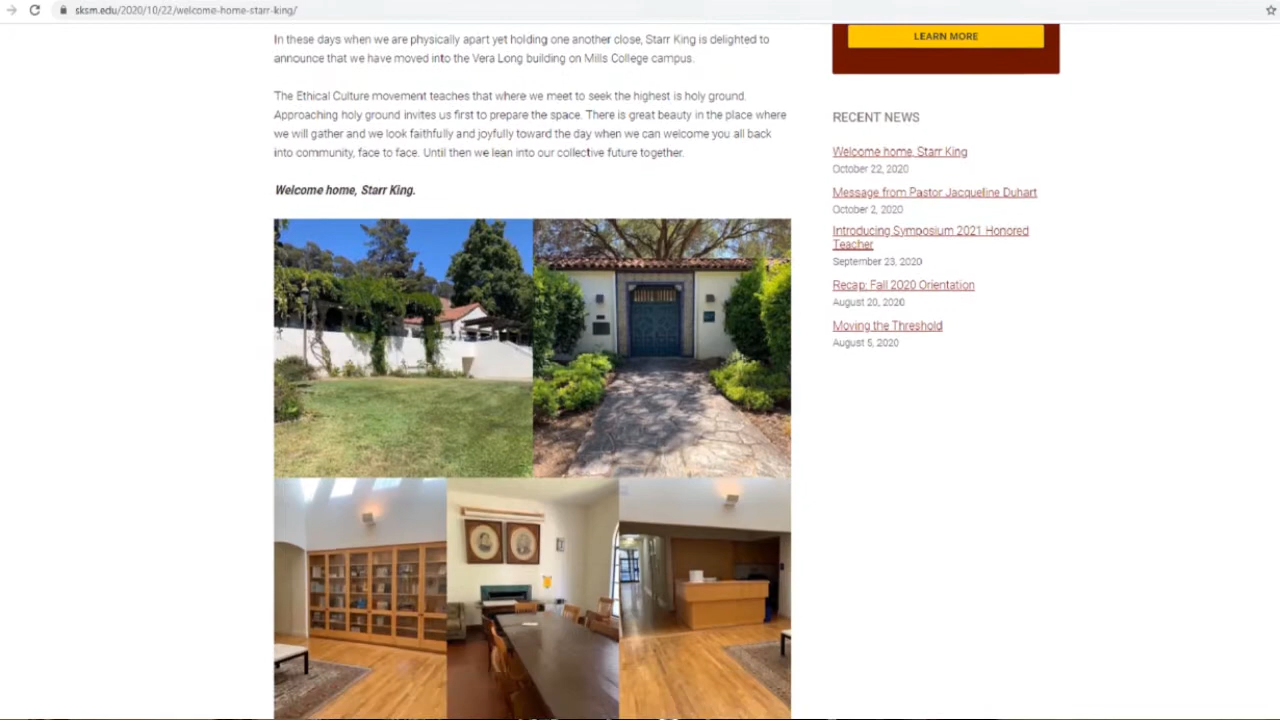 sksm.edu/2020/10/22/welcome-home-starr-king/
In these days when we are physically apart yet holding one another close, Starr King is delighted to
announce that we have moved into the Vera Long building on Mills College campus.
The Ethical Culture movement teaches that where we meet to seek the highest is holy ground.
Approaching holy ground invites us first to prepare the space. There is great beauty in the place where
we will gather and we look faithfully and joyfully toward the day when we can welcome you all back
into community, face to face. Until then we lean into our collective future together.
Welcome home, Starr King.
LEARN MORE
RECENT NEWS
Welcome home, Starr King
October 22, 2020
Message from Pastor Jacqueline Duhart
October 2, 2020
Introducing Symposium 2021 Honored
Teacher
September 23, 2020
Recap: Fall 2020 Orientation
August 20, 2020
Moving the Threshold
August 5, 2020